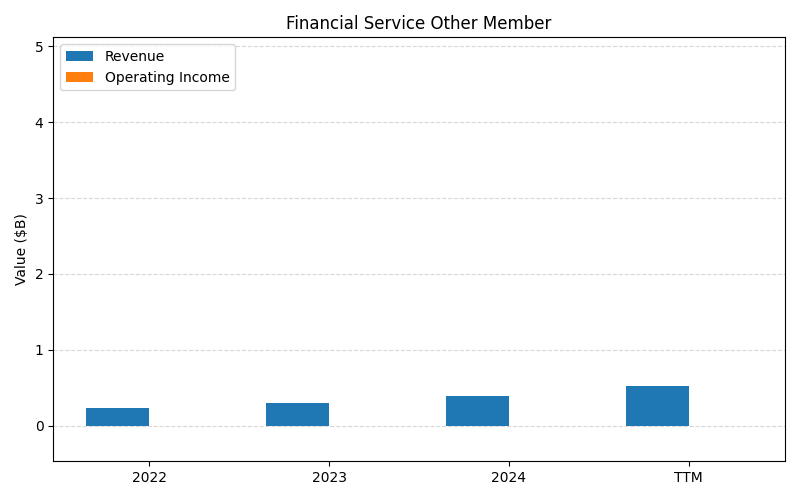 Financial Service Other Member
Revenue
Operating Income
Value ($B)
5
4
3
2
1
0
2022
2023
2024
TTM